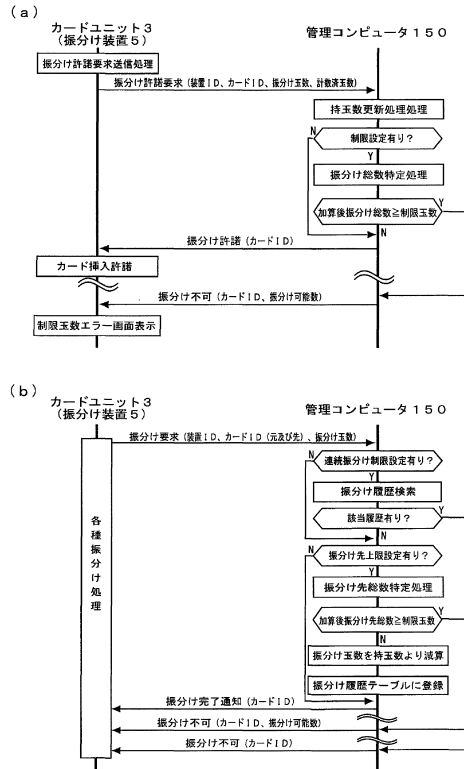 (a)
カードユニット3
(振分け装置5)
管理コンピュータ150
振分け許諾要求送信処理
振分け許諾要求(装置ID、カードID、振分け玉数、計数済玉数)
持玉数更新処理処理
N
制限設定有り?
Y
振分け総数特定処理
加算後振分け総数≧制限玉数
Y
N
振分け許諾(カードID)
カード挿入許諾
振分け不可(カードID、振分け可能数)
制限玉数エラー画面表示
(b)
カードユニット3
(振分け装置5)
管理コンピュータ150
振分け要求(装置ID、カードID(元及び先)、振分け玉数)
N
連続振分け制限設定有り?
Y
振分け履歴検索
該当履歴有り?
Y
N
各種振分け処理
N
振分け先上限設定有り?
Y
振分け先総数特定処理
加算後振分け先総数≧制限玉数
Y
N
振分け玉数を持玉数より減算
振分け履歴テーブルに登録
振分け完了通知(カードID)
振分け不可(カードID、振分け可能数)
振分け不可(カードID)